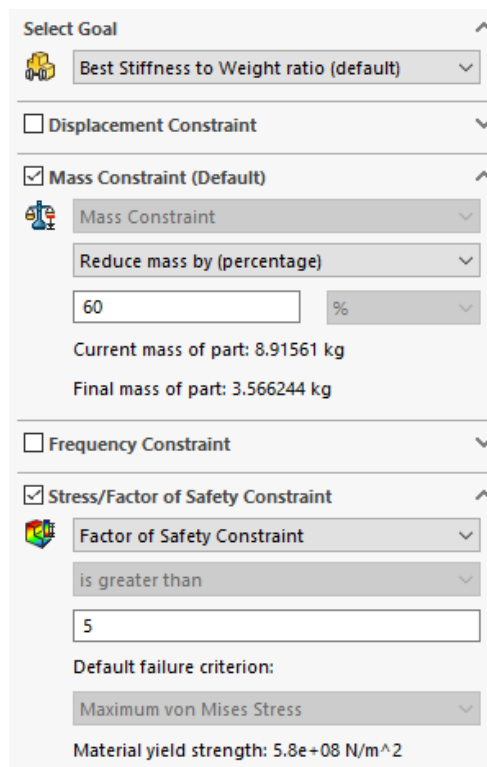 Select Goal
Best Stiffness to Weight ratio (default)
Displacement Constraint
Mass Constraint (Default)
Mass Constraint
Reduce mass by (percentage)
60 %
Current mass of part: 8.91561 kg
Final mass of part: 3.566244 kg
Frequency Constraint
Stress/Factor of Safety Constraint
Factor of Safety Constraint
is greater than
5
Default failure criterion:
Maximum von Mises Stress
Material yield strength: 5.8e+08 N/m^2